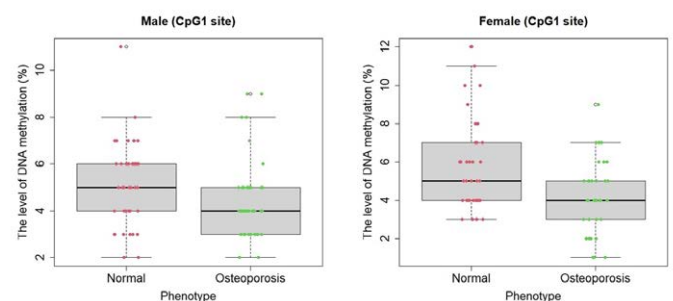 Male (CpG1 site)
The level of DNA methylation (%)
10
8
6
4
2
Normal
Osteoporosis
Phenotype
Female (CpG1 site)
The level of DNA methylation (%)
12
10
8
6
4
2
Normal
Osteoporosis
Phenotype